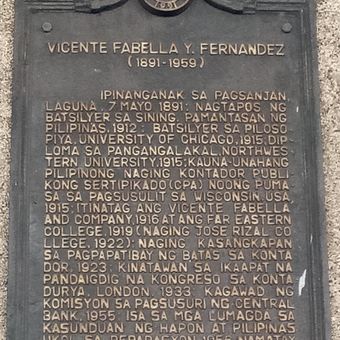 1991
VICENTE FABELLA Y. FERNANDEZ
(1891-1959)
IPINANGANAK SA PAGSANJAN,
LAGUNA, 7 MAYO 1891; NAGTAPOS NG
BATSILYER SA SINING, PAMANTASAN NG
PILIPINAS, 1912; BATSILYER SA PILOSO
PIYA, UNIVERSITY OF CHICAGO, 1915; DIP
LOMA SA PANGANGALAKAL, NORTHWES-
TERN UNIVERSITY, 1915; KAUNA-UNAHANG
PILIPINONG NAGING KONTADOR PUBLI
KONG SERTIPIKADO (CPA) NOONG PUMA
SA SA PAGSUSULIT SA WISCONSIN, USA,
1915; ITINATAG ANG VICENTE FABELLA
AND COMPANY, 1916 AT ANG FAR EASTERN
COLLEGE, 1919 (NAGING JOSE RIZAL CO
LLEGE, 1922); NAGING KASANGKAPAN
SA PAGPAPATIBAY NG BATAS SA KONTA
DOR, 1923; KINATAWAN SA IKAAPAT NA
PANDAIGDIG NA KONGRESO SA KONTA
DURYA, LONDON, 1933; KAGAWAD NG
KOMISYON SA PAGSUSURI NG CENTRAL
BANK, 1955; ISA SA MGA LUMAGDA SA
KASUNDUAN NG HAPON AT PILIPINAS
UKOL SA REPARASYON, 1956. NAMATAY